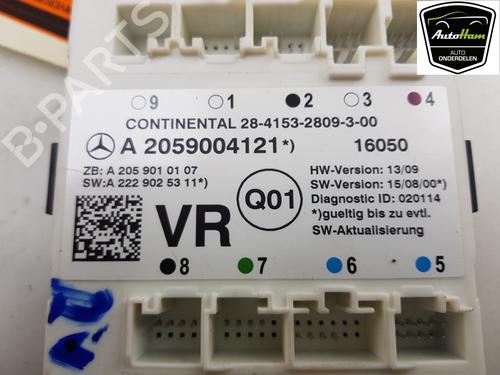 AutoHam
AUTO
ONDERDELEN
B-PARTS
9 1 2 3 4
CONTINENTAL 28-4153-2809-3-00
A 2059004121*) 16050
ZB: A 205 901 01 07
HW-Version: 13/09
SW:A 222 902 53 11*)
SW-Version: 15/08/00*)
Diagnostic ID: 020114
*)gueltig bis zu evtl.
SW-Aktualisierung
VR
Q01
8 7 6 5